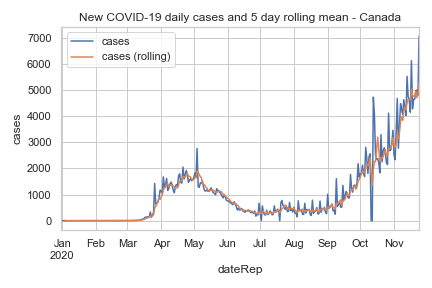 New COVID-19 daily cases and 5 day rolling mean - Canada
cases
cases (rolling)
7000
6000
5000
4000
3000
2000
1000
0
cases
Jan Feb Mar Apr May Jun Jul Aug Sep Oct Nov
2020
dateRep